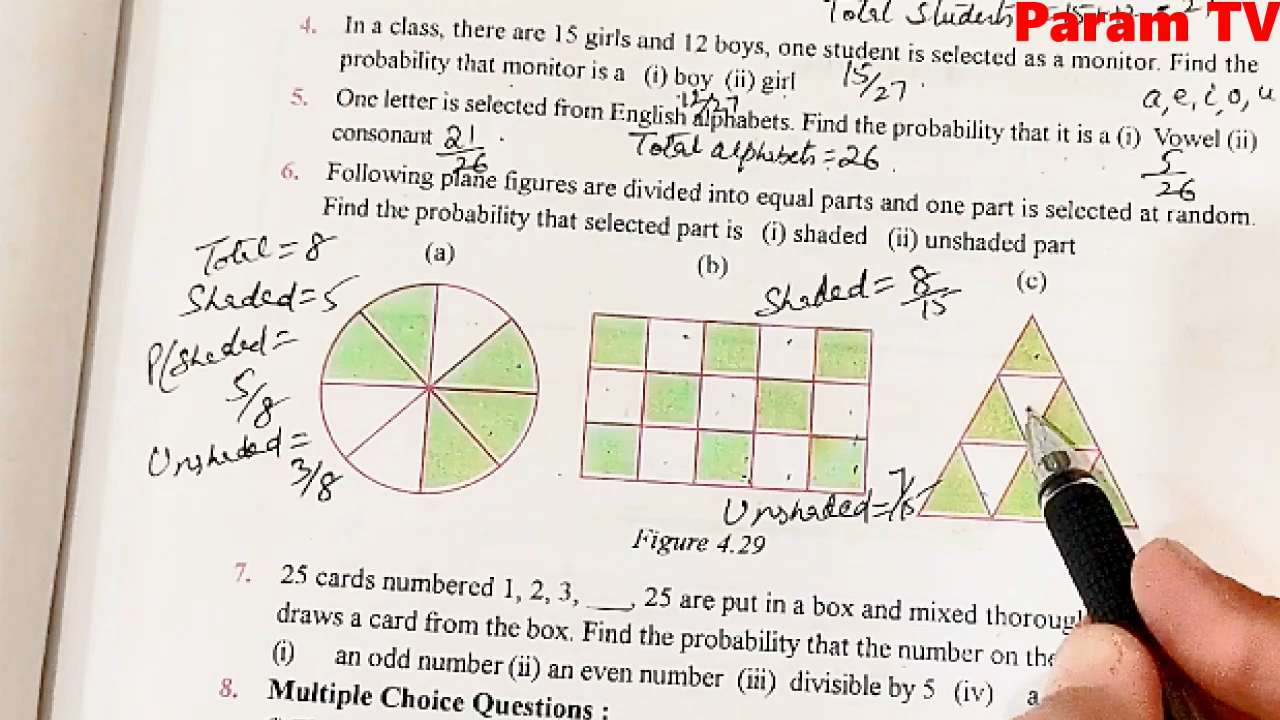 Total Students = 15+12 = 27
Param TV
4. In a class, there are 15 girls and 12 boys, one student is selected as a monitor. Find the
probability that monitor is a (i) boy (ii) girl 15/27
12/27
a, e, i, o, u
5. One letter is selected from English alphabets. Find the probability that it is a (i) Vowel (ii)
consonant 21/26 Total alphabets = 26 5/26
6. Following plane figures are divided into equal parts and one part is selected at random.
Find the probability that selected part is (i) shaded (ii) unshaded part
Total = 8 (a) (b) (c)
Shaded = 5 Shaded = 8/15
P(Shaded =
5/8
Unshaded =
3/8
Unshaded = 7/15
Figure 4.29
7. 25 cards numbered 1, 2, 3, ___, 25 are put in a box and mixed
draws a card from the box. Find the probability that the number on the
(i) an odd number (ii) an even number (iii) divisible by 5 (iv) a
8. Multiple Choice Questions :